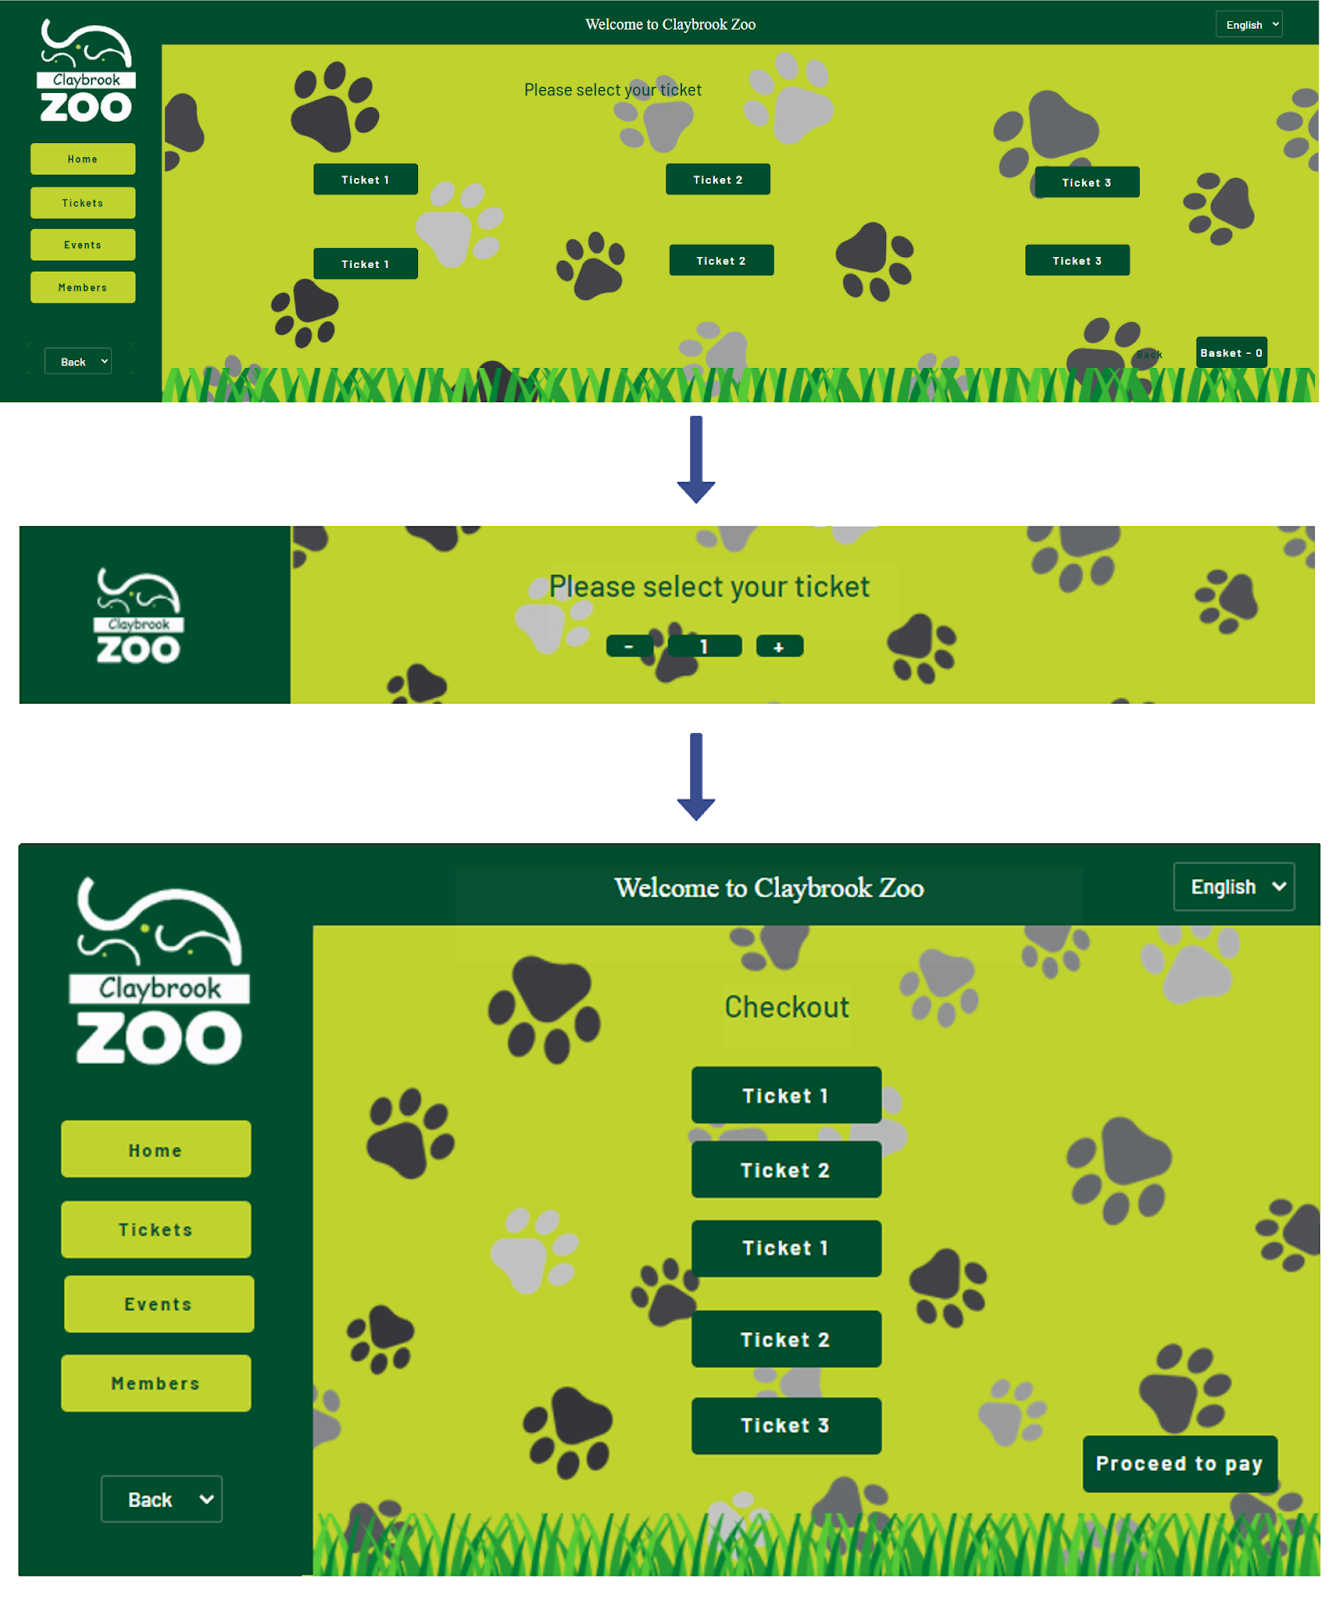 Welcome to Claybrook Zoo
English
Claybrook
ZOO
Please select your ticket
Home
Tickets
Events
Members
Back
Ticket 1
Ticket 2
Ticket 3
Ticket 1
Ticket 2
Ticket 3
Back
Basket - 0
Claybrook
ZOO
Please select your ticket
- 1 +
Welcome to Claybrook Zoo
English
Claybrook
ZOO
Home
Tickets
Events
Members
Back
Checkout
Ticket 1
Ticket 2
Ticket 1
Ticket 2
Ticket 3
Proceed to pay